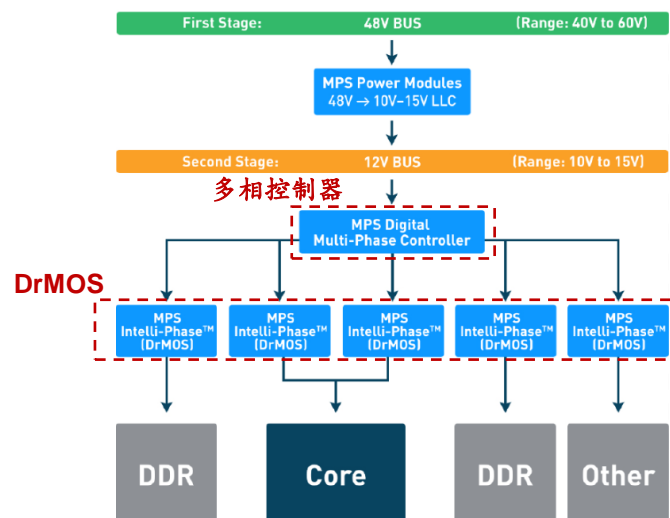 First Stage: 48V BUS (Range: 40V to 60V)
MPS Power Modules
48V → 10V–15V LLC
Second Stage: 12V BUS (Range: 10V to 15V)
多相控制器
MPS Digital
Multi-Phase Controller
DrMOS
MPS
Intelli-Phase™
(DrMOS)
MPS
Intelli-Phase™
(DrMOS)
MPS
Intelli-Phase™
(DrMOS)
MPS
Intelli-Phase™
(DrMOS)
MPS
Intelli-Phase™
(DrMOS)
DDR
Core
DDR
Other